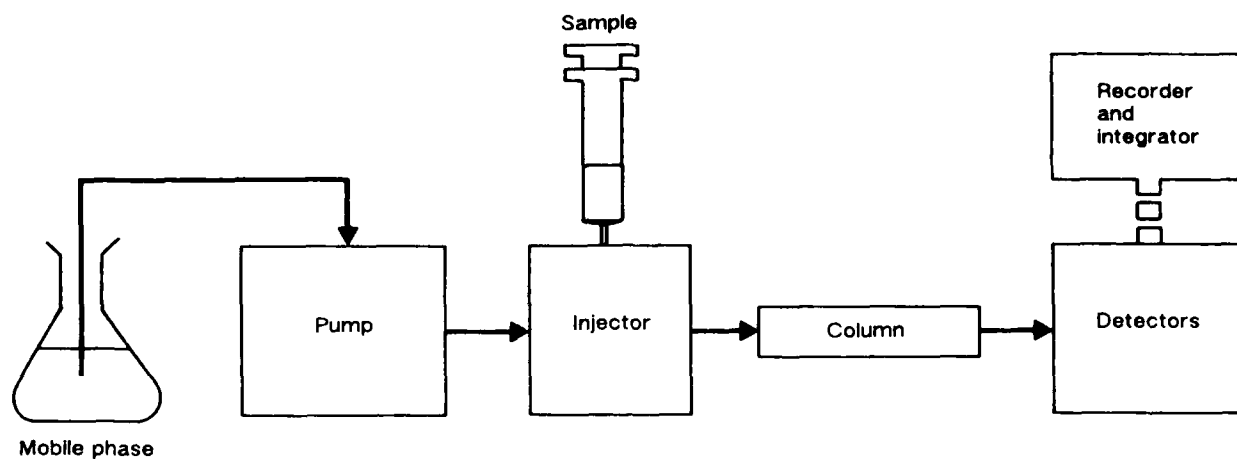 Sample
Recorder
and
integrator
Pump
Injector
Column
Detectors
Mobile phase